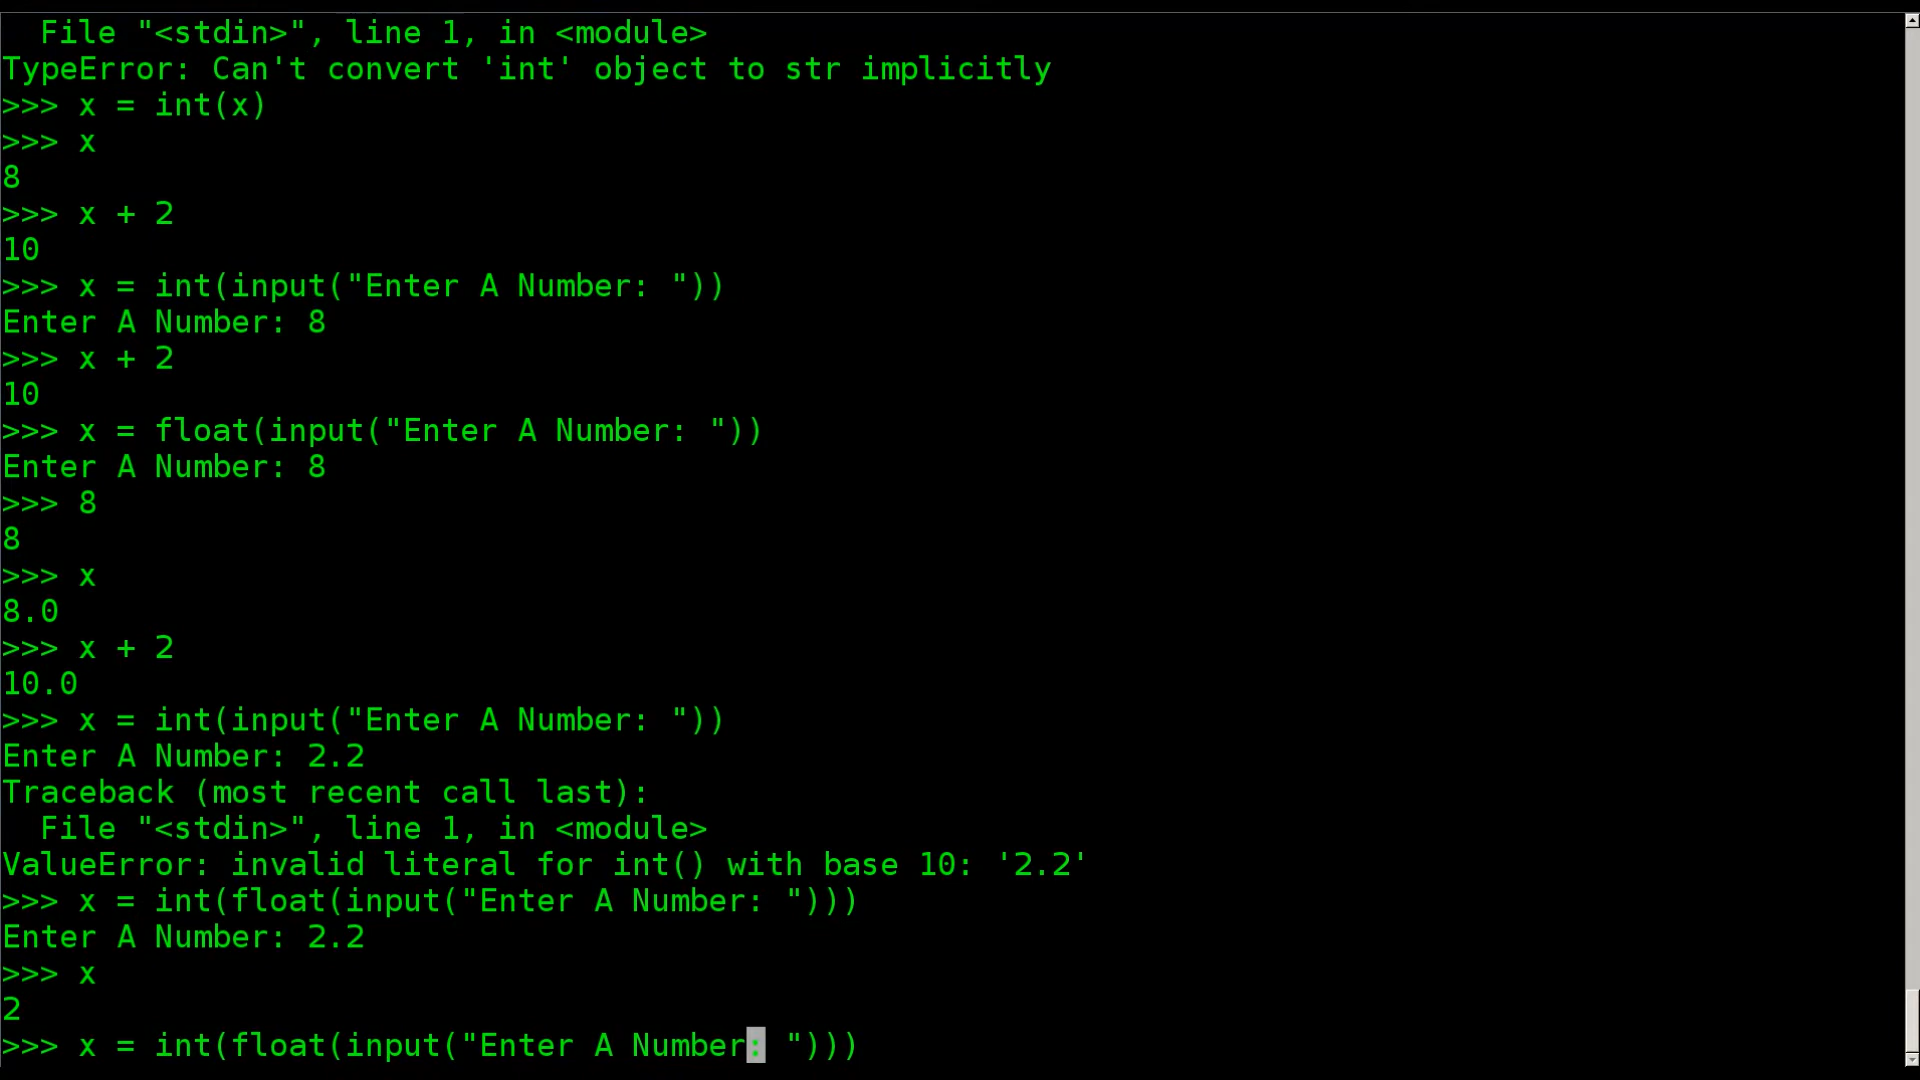 File "<stdin>", line 1, in <module>
TypeError: Can't convert 'int' object to str implicitly
>>> x = int(x)
>>> x
8
>>> x + 2
10
>>> x = int(input("Enter A Number: "))
Enter A Number: 8
>>> x + 2
10
>>> x = float(input("Enter A Number: "))
Enter A Number: 8
>>> 8
8
>>> x
8.0
>>> x + 2
10.0
>>> x = int(input("Enter A Number: "))
Enter A Number: 2.2
Traceback (most recent call last):
  File "<stdin>", line 1, in <module>
ValueError: invalid literal for int() with base 10: '2.2'
>>> x = int(float(input("Enter A Number: ")))
Enter A Number: 2.2
>>> x
2
>>> x = int(float(input("Enter A Number: ")))